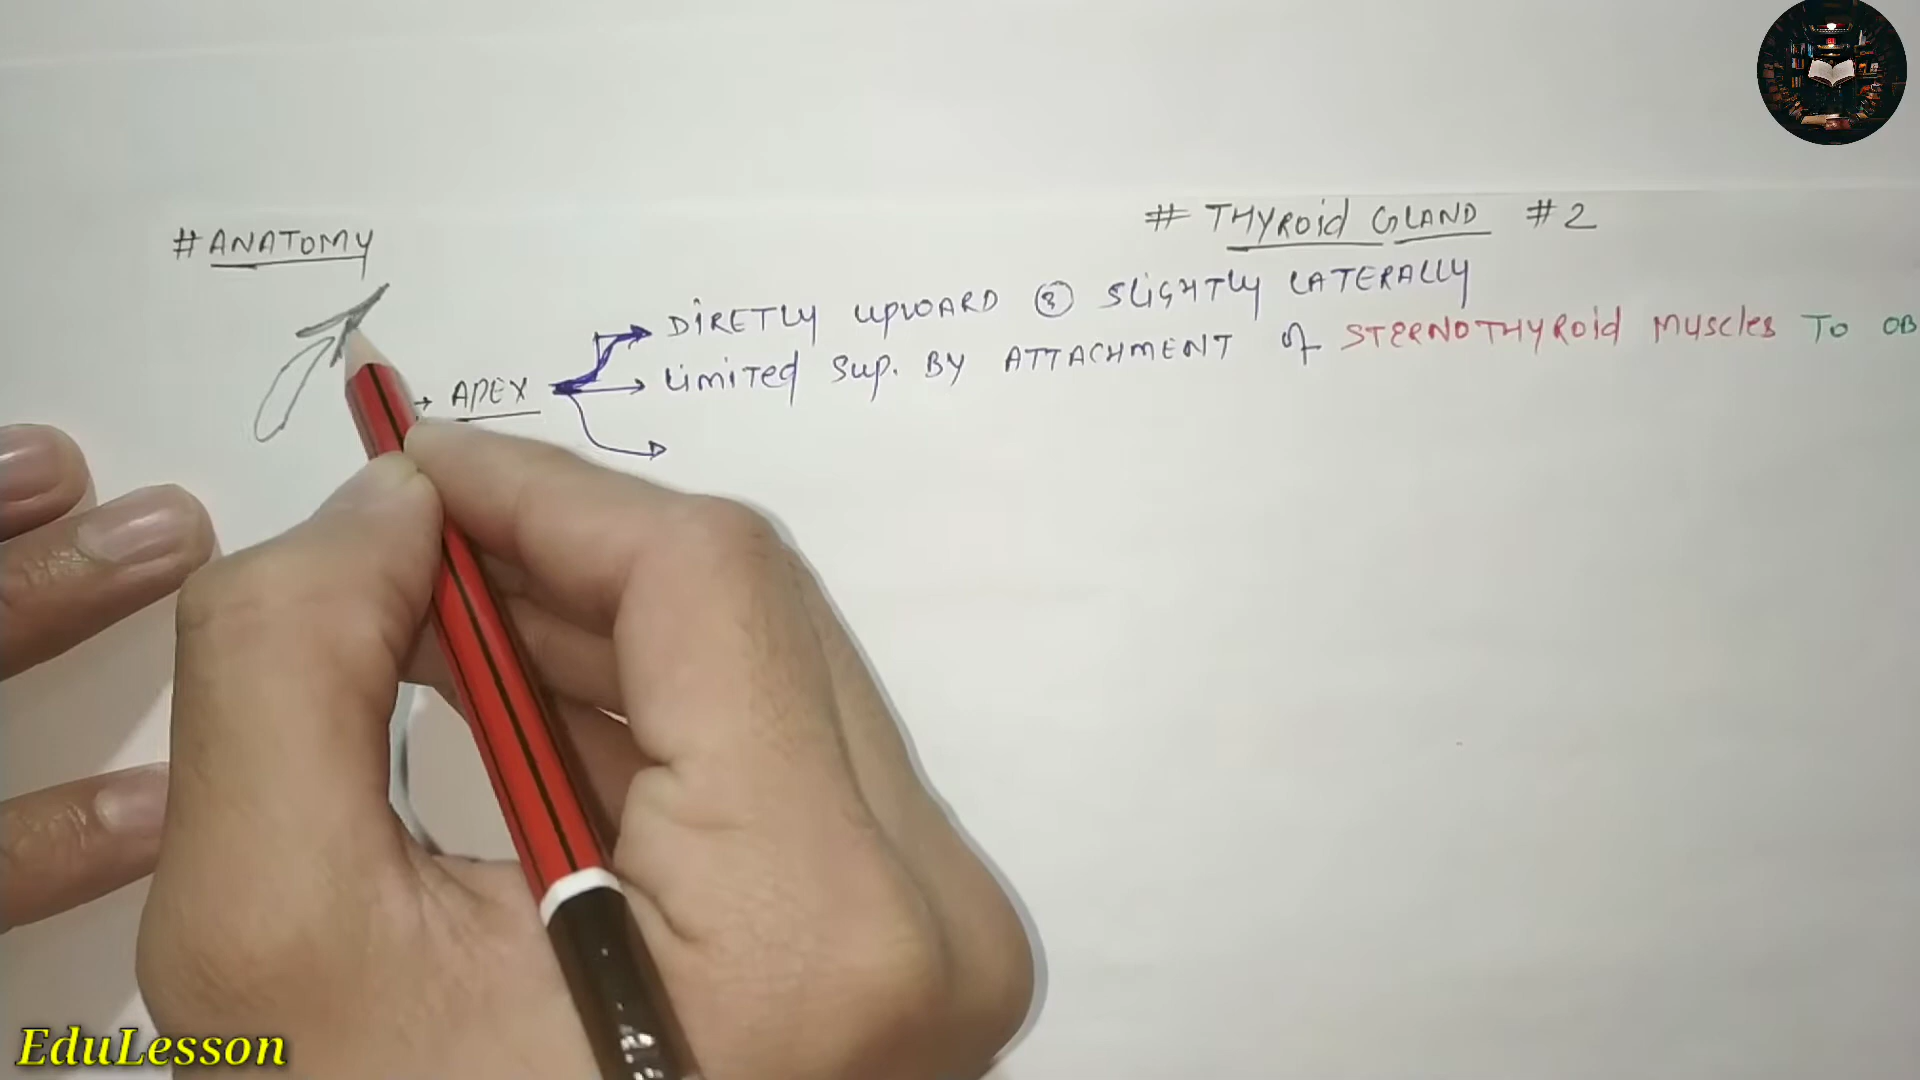 # THYROID GLAND #2
# ANATOMY
→ APEX
DIRETLY UPWARD & SLIGHTLY LATERALLY
LIMITED SUP. BY ATTACHMENT OF STERNOTHYROID MUSCLES TO OB
EduLesson